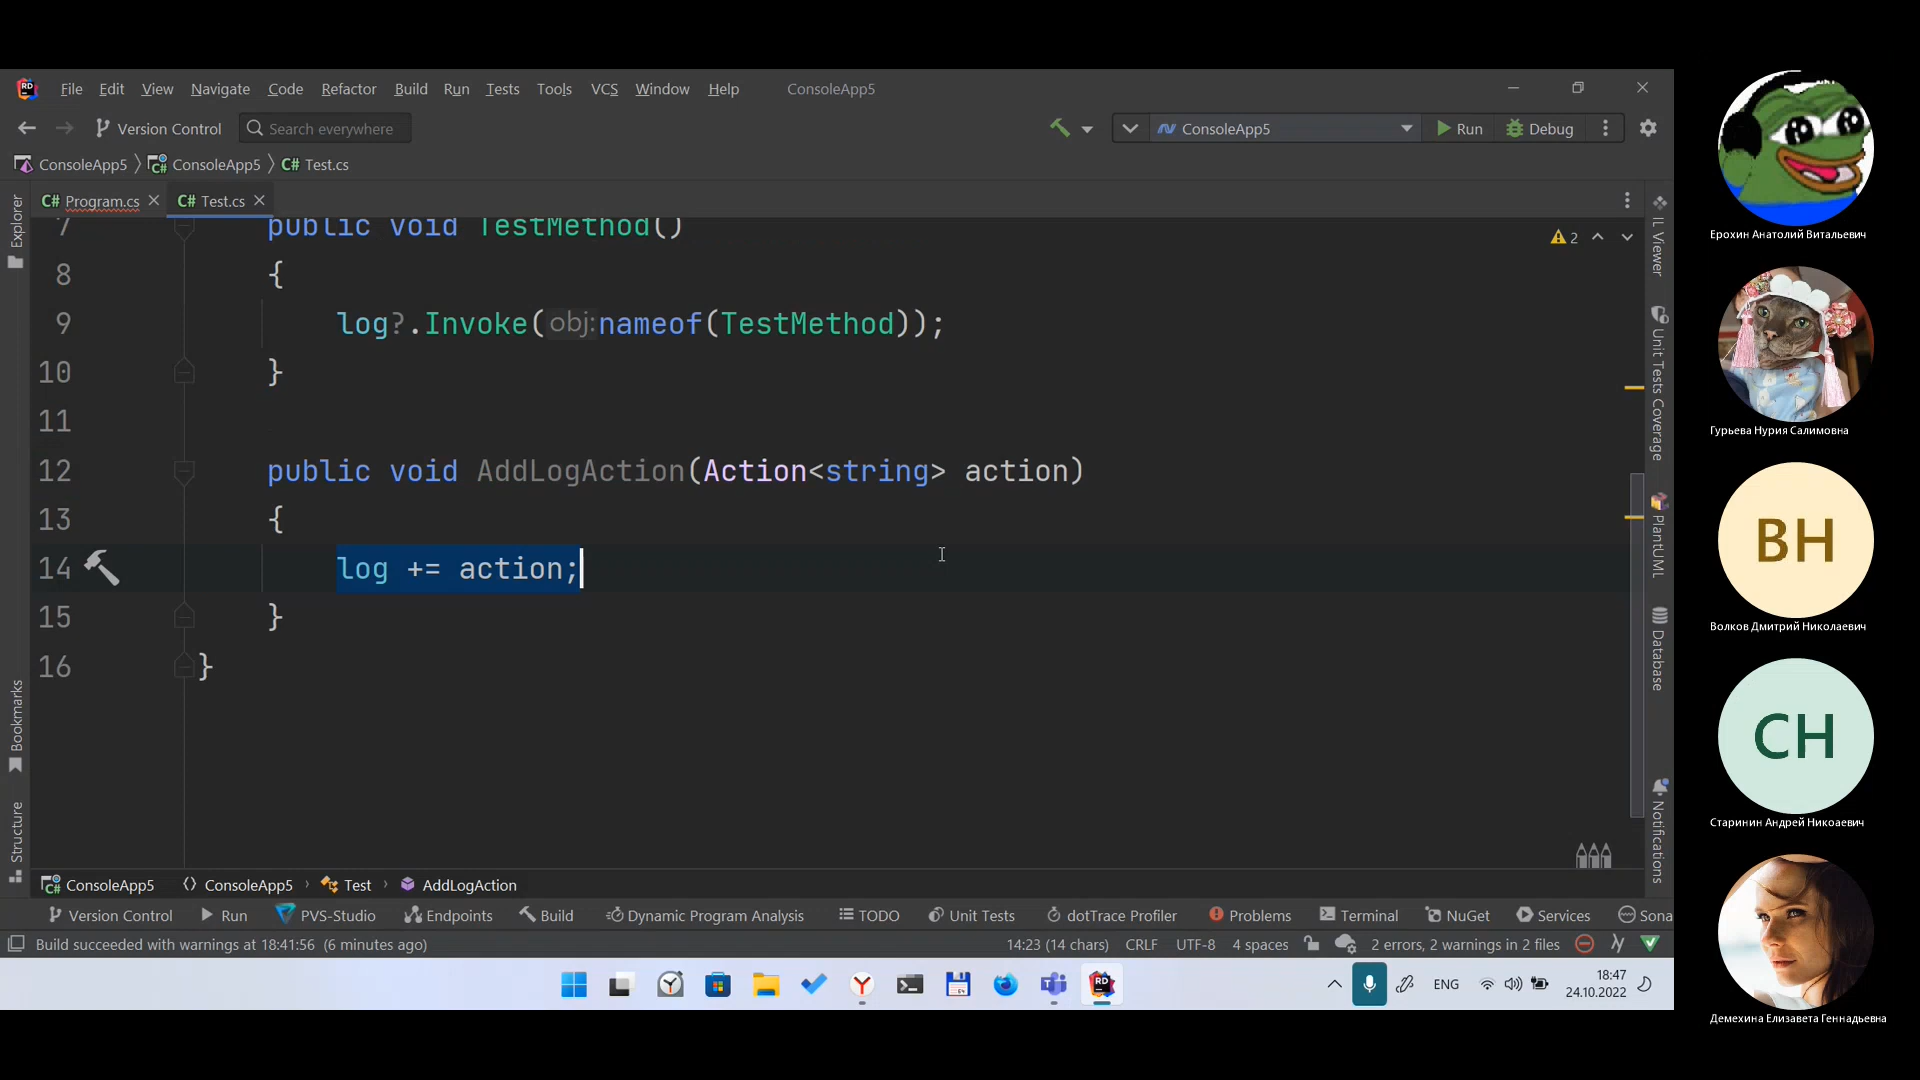 File Edit View Navigate Code Refactor Build Run Tests Tools VCS Window Help ConsoleApp5
Version Control Search everywhere ConsoleApp5 Run Debug
ConsoleApp5 ConsoleApp5 C# Test.cs
C# Program.cs C# Test.cs
7 public void TestMethod()
8 {
9 log?.Invoke(obj:nameof(TestMethod));
10 }
11
12 public void AddLogAction(Action<string> action)
13 {
14 log += action;
15 }
16 }
2
Explorer
Bookmarks
Structure
IL Viewer
Unit Tests Coverage
PlantUML
Database
Notifications
ConsoleApp5 ConsoleApp5 Test AddLogAction
Version Control Run PVS-Studio Endpoints Build Dynamic Program Analysis TODO Unit Tests dotTrace Profiler Problems Terminal NuGet Services Sona
Build succeeded with warnings at 18:41:56 (6 minutes ago) 14:23 (14 chars) CRLF UTF-8 4 spaces 2 errors, 2 warnings in 2 files
ENG 18:47
24.10.2022
Ерохин Анатолий Витальевич
Гурьева Нурия Салимовна
ВН
Волков Дмитрий Николаевич
СН
Старинин Андрей Никоаевич
Демехина Елизавета Геннадьевна